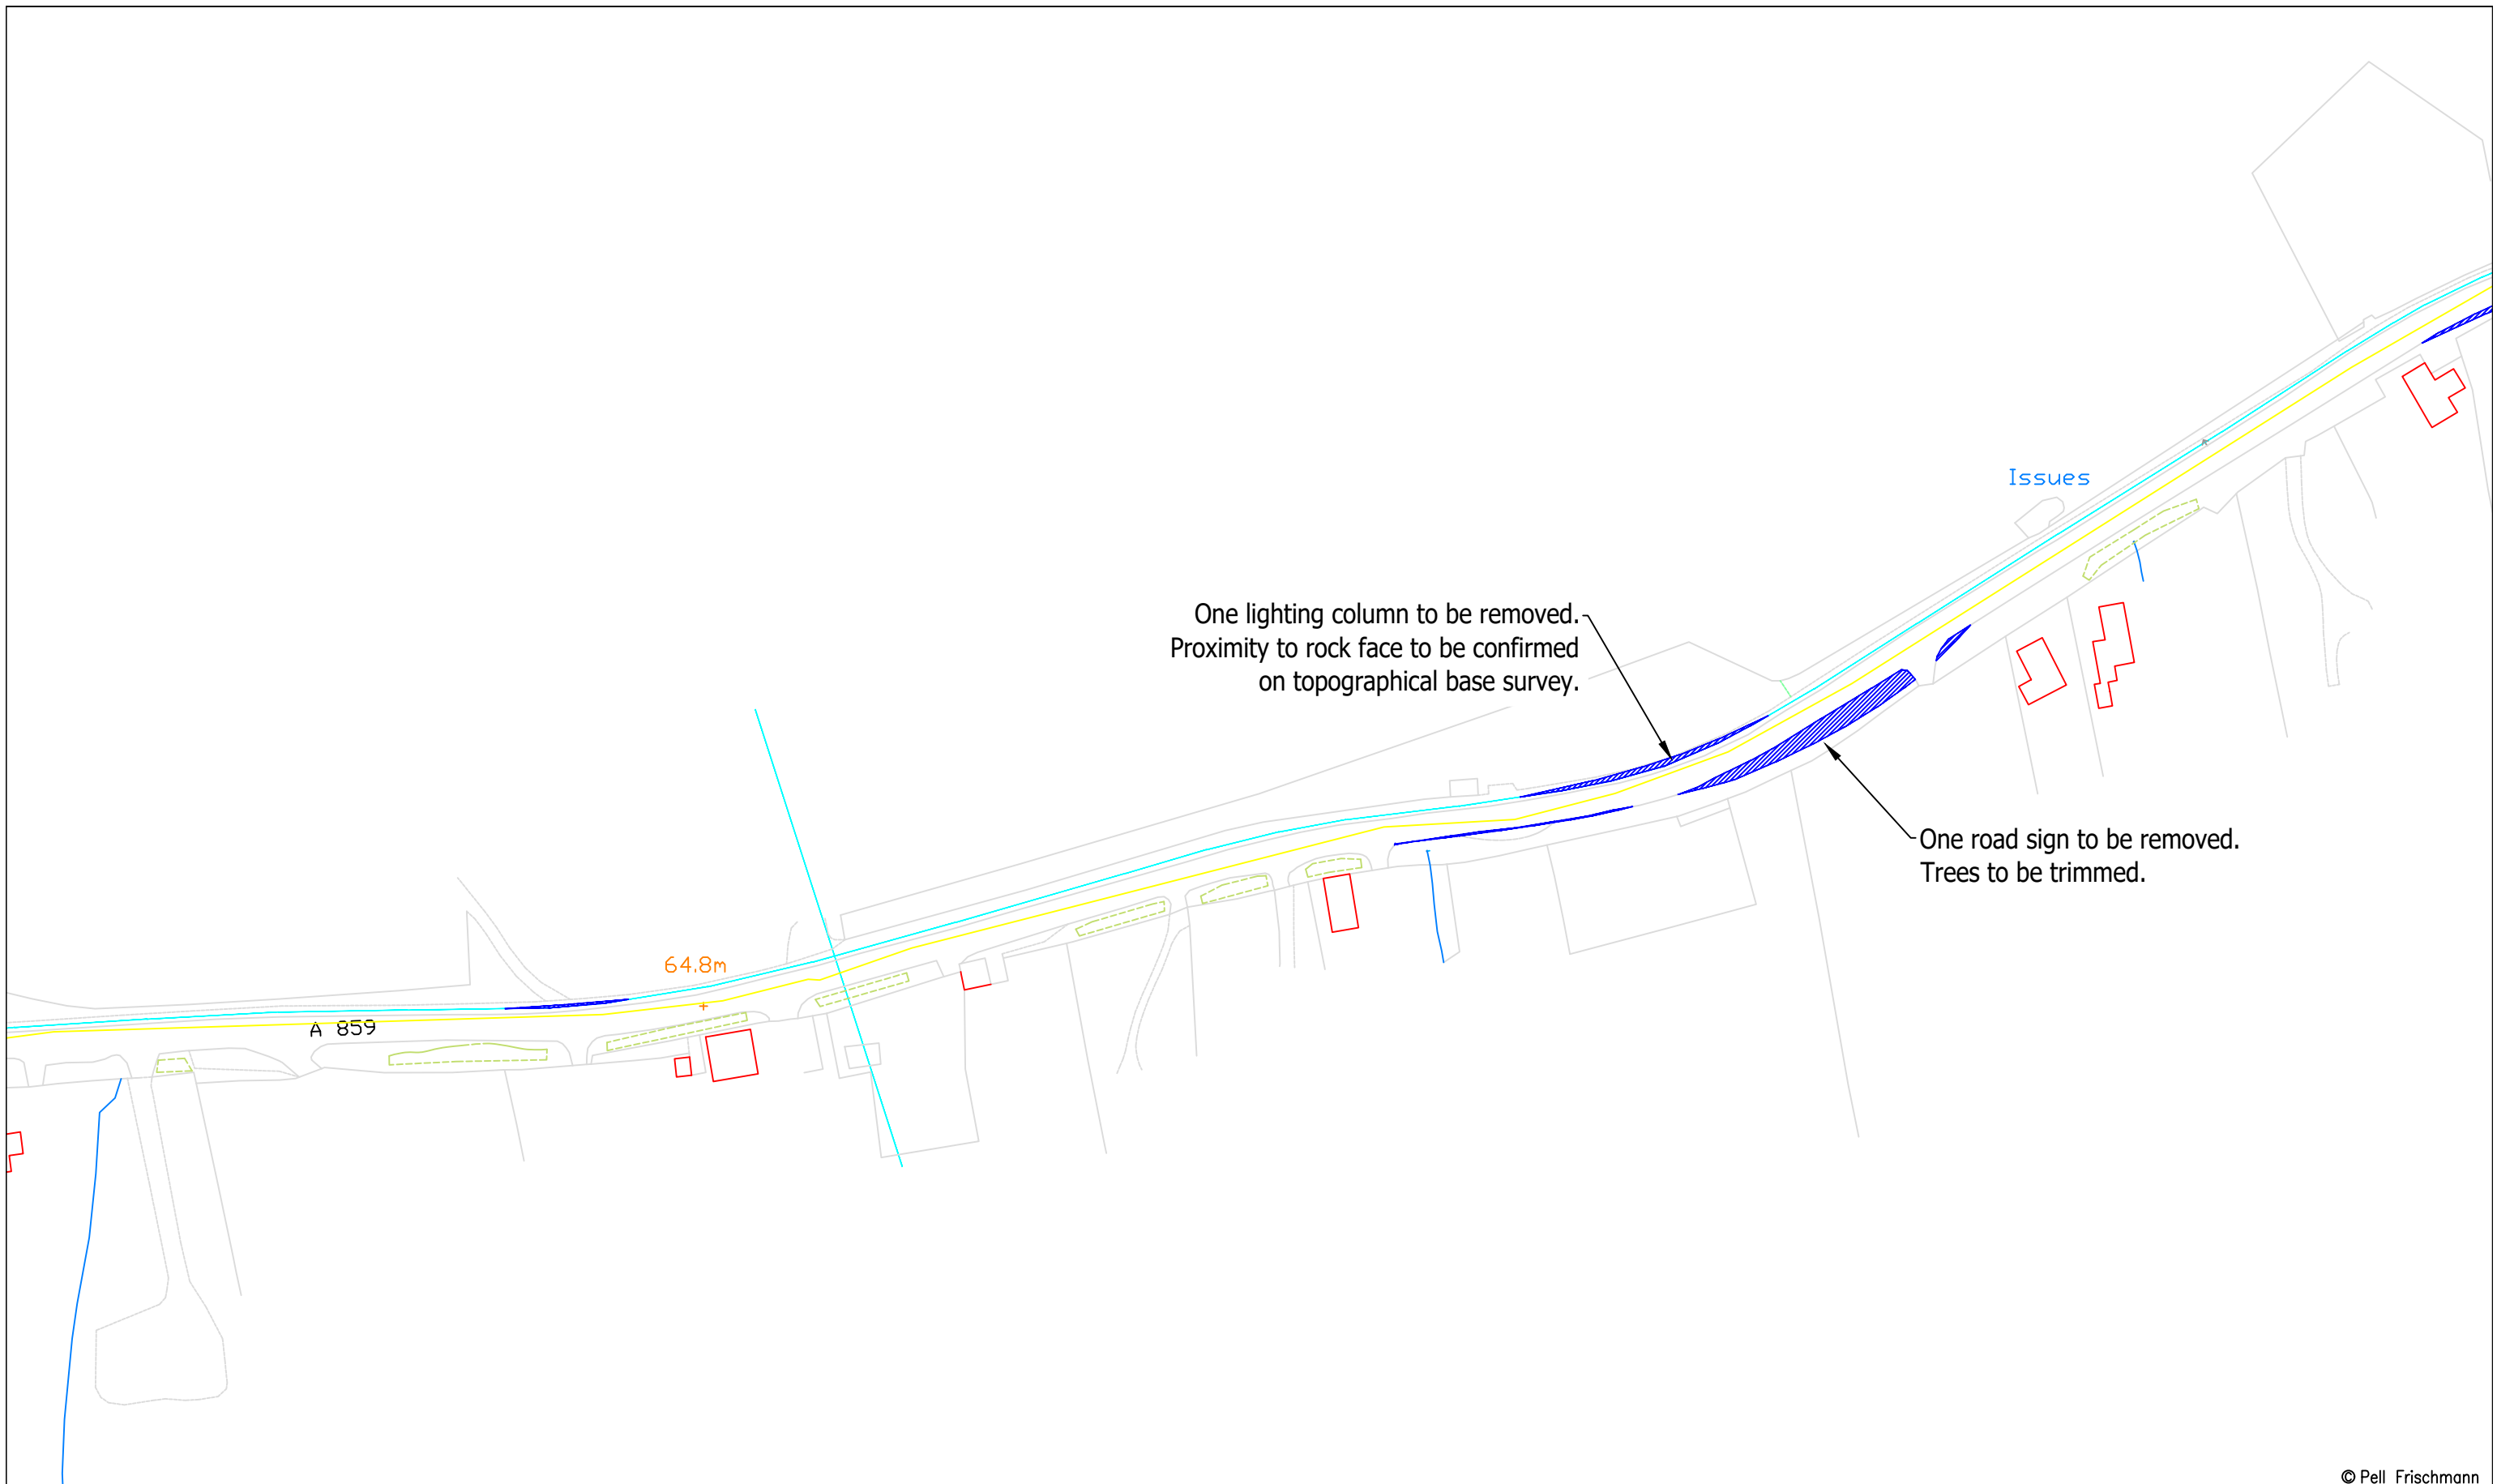 Issues
One lighting column to be removed.
Proximity to rock face to be confirmed
on topographical base survey.
One road sign to be removed.
Trees to be trimmed.
64.8m
A 859
© Pell Frischmann